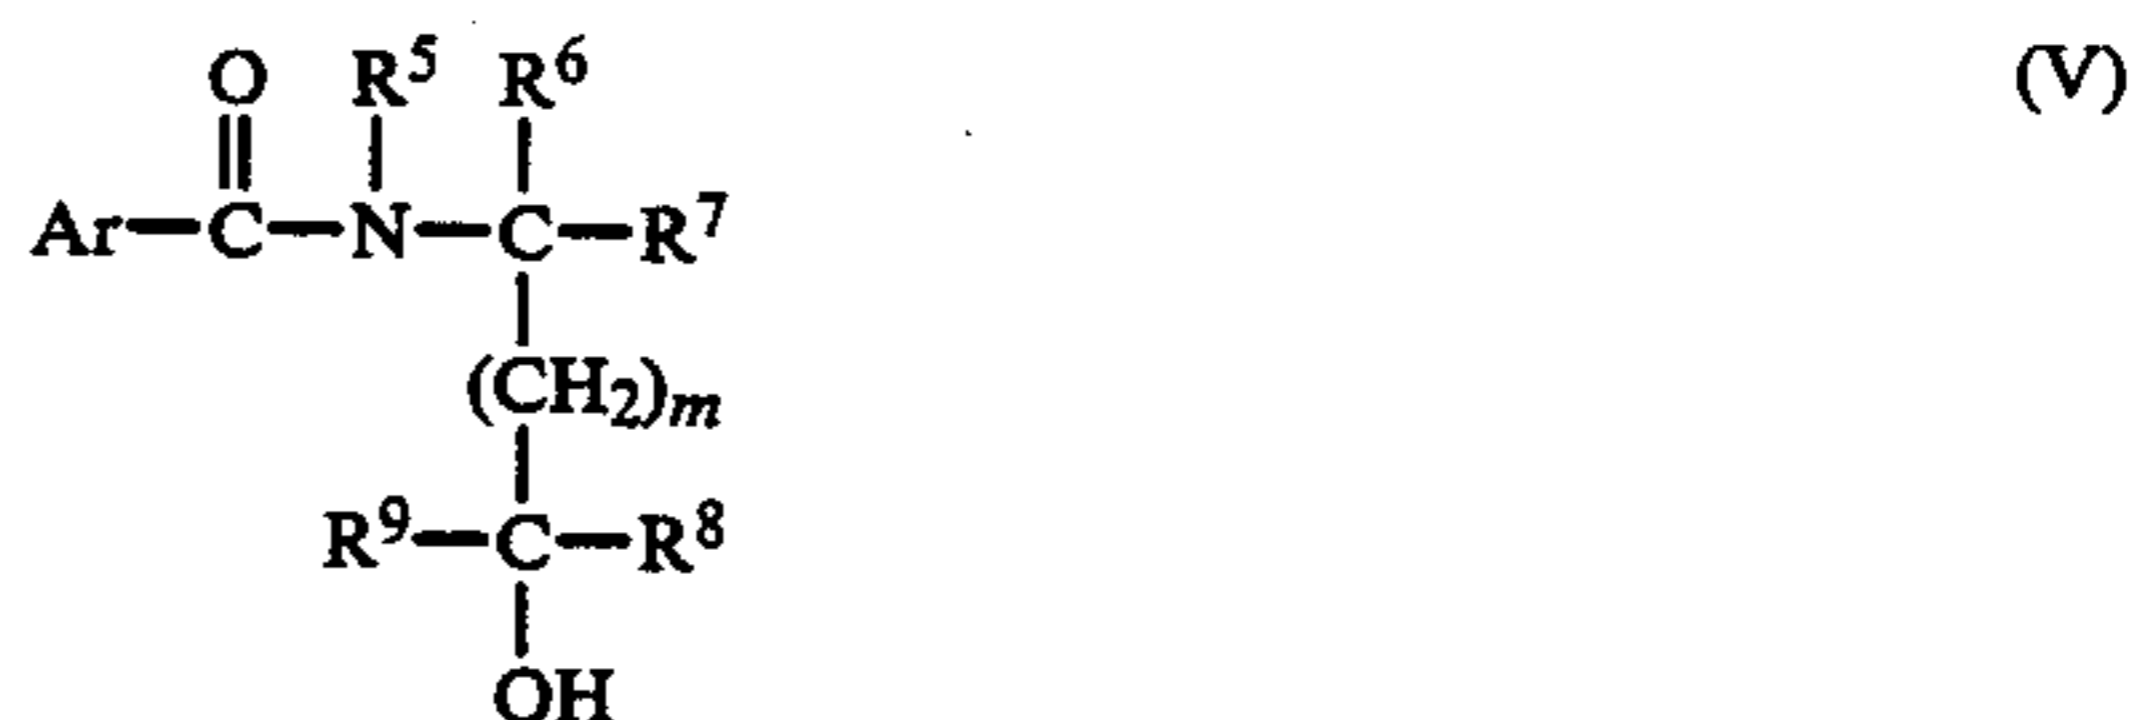 O R⁵ R⁶ (V)
Ar—C—N—C—R⁷
(CH₂)ₘ
R⁹—C—R⁸
OH